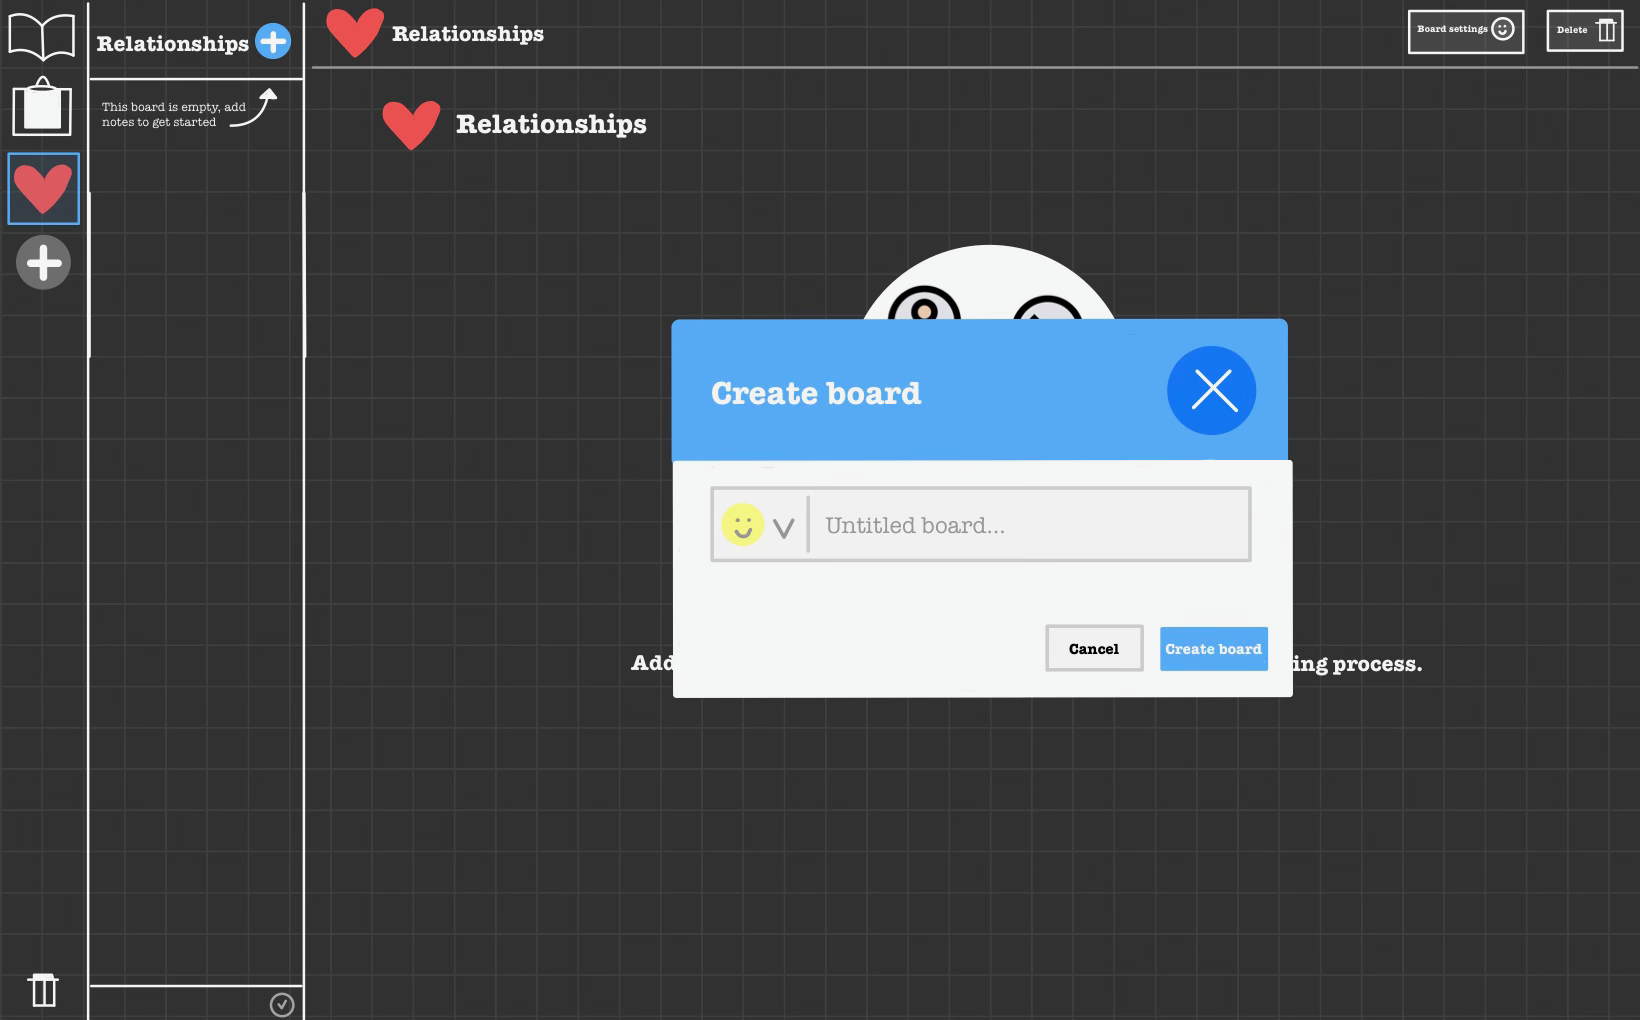 Relationships
This board is empty, add
notes to get started
Relationships
Board settings
Delete
Relationships
Create board
Untitled board...
Cancel
Create board
Add
process.